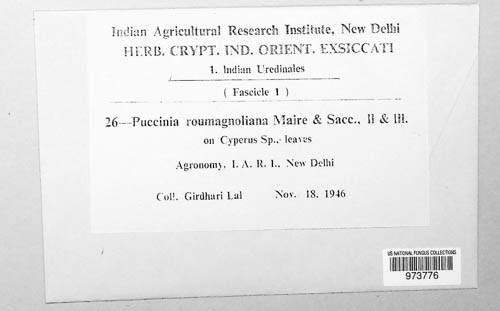 Indian Agricultural Research Institute, New Delhi
HERB. CRYPT. IND. ORIENT. EXSICCATI
1. Indian Uredinales
( Fascicle 1 )
26—Puccinia roumagnoliana Maire & Sacc., II & III.
on Cyperus Sp., leaves
Agronomy, I. A. R. I., New Delhi
Coll. Girdhari Lal Nov. 18, 1946
US NATIONAL FUNGUS COLLECTIONS
973776